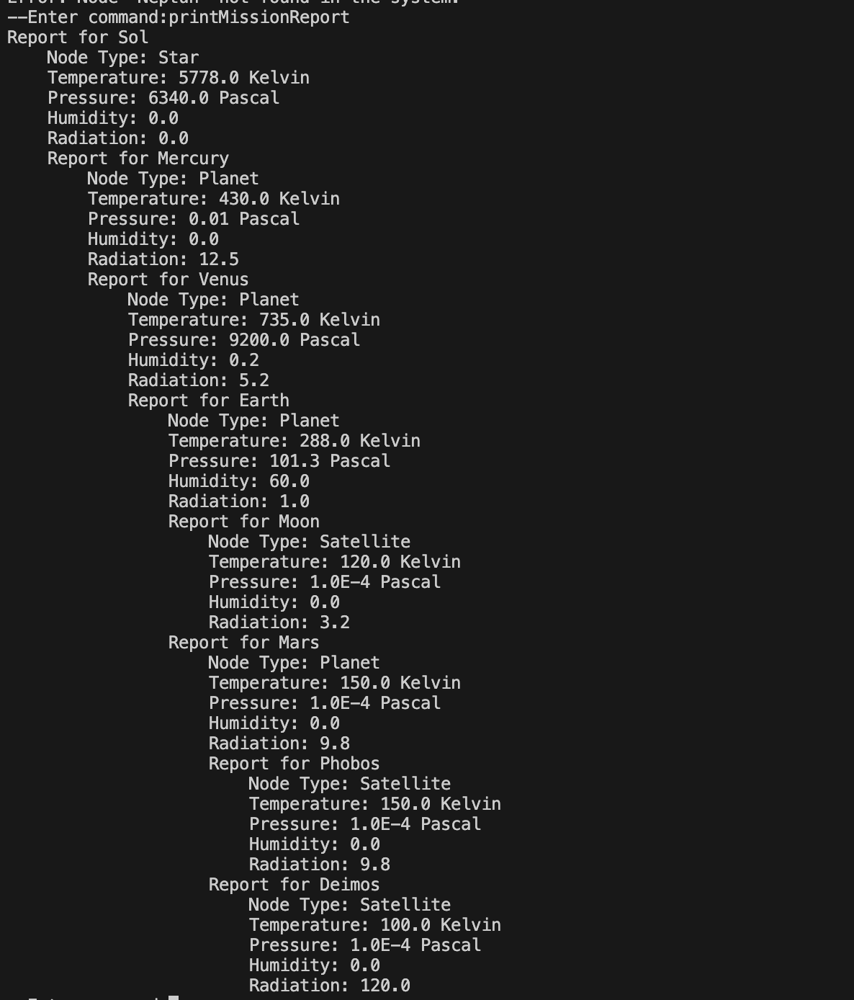 Error: Node 'Neptun' not found in the system.
--Enter command:printMissionReport
Report for Sol
    Node Type: Star
    Temperature: 5778.0 Kelvin
    Pressure: 6340.0 Pascal
    Humidity: 0.0
    Radiation: 0.0
    Report for Mercury
        Node Type: Planet
        Temperature: 430.0 Kelvin
        Pressure: 0.01 Pascal
        Humidity: 0.0
        Radiation: 12.5
        Report for Venus
            Node Type: Planet
            Temperature: 735.0 Kelvin
            Pressure: 9200.0 Pascal
            Humidity: 0.2
            Radiation: 5.2
            Report for Earth
                Node Type: Planet
                Temperature: 288.0 Kelvin
                Pressure: 101.3 Pascal
                Humidity: 60.0
                Radiation: 1.0
                Report for Moon
                    Node Type: Satellite
                    Temperature: 120.0 Kelvin
                    Pressure: 1.0E-4 Pascal
                    Humidity: 0.0
                    Radiation: 3.2
                Report for Mars
                    Node Type: Planet
                    Temperature: 150.0 Kelvin
                    Pressure: 1.0E-4 Pascal
                    Humidity: 0.0
                    Radiation: 9.8
                    Report for Phobos
                        Node Type: Satellite
                        Temperature: 150.0 Kelvin
                        Pressure: 1.0E-4 Pascal
                        Humidity: 0.0
                        Radiation: 9.8
                    Report for Deimos
                        Node Type: Satellite
                        Temperature: 100.0 Kelvin
                        Pressure: 1.0E-4 Pascal
                        Humidity: 0.0
                        Radiation: 120.0